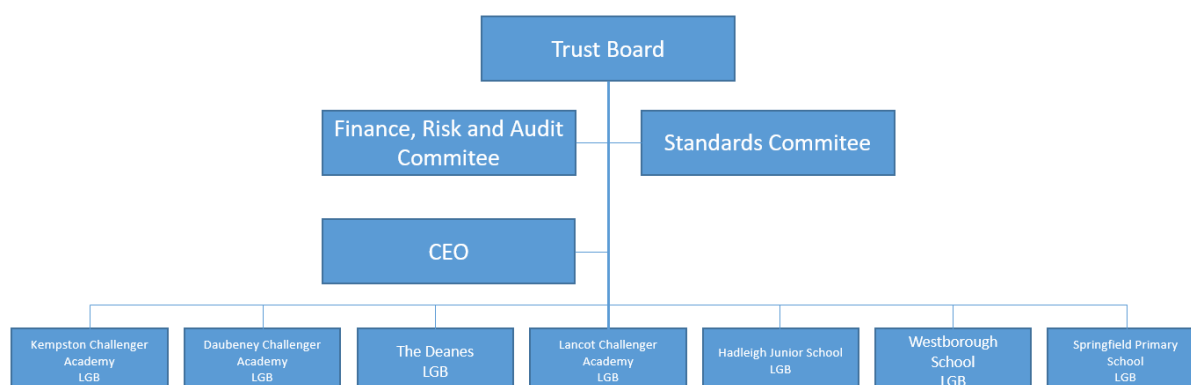 Trust Board
Finance, Risk and Audit
Commitee
Standards Commitee
CEO
Kempston Challenger
Academy
LGB
Daubeney Challenger
Academy
LGB
The Deanes
LGB
Lancot Challenger
Academy
LGB
Hadleigh Junior School
LGB
Westborough
School
LGB
Springfield Primary
School
LGB